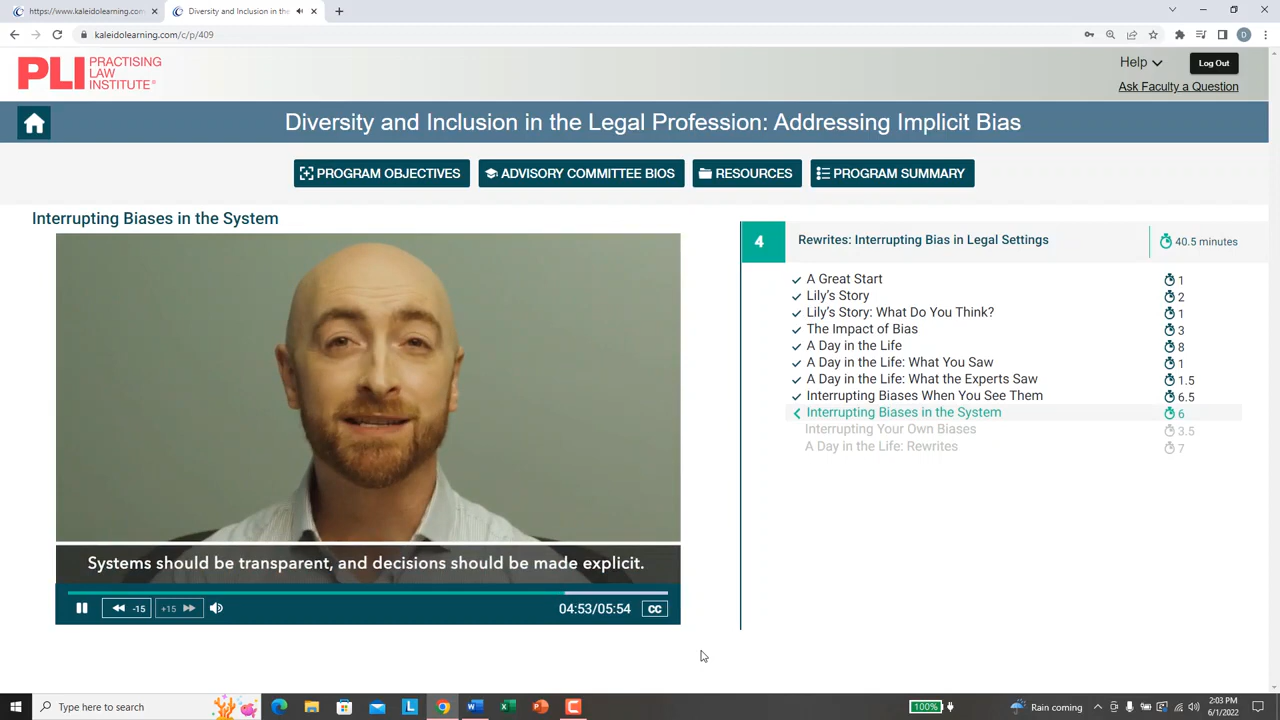 https://www.kaleidolearning.com/
Diversity and Inclusion in the
kaleidolearning.com/c/p/409
D
PLI PRACTISING LAW INSTITUTE®
Help
Log Out
Ask Faculty a Question
Diversity and Inclusion in the Legal Profession: Addressing Implicit Bias
PROGRAM OBJECTIVES
ADVISORY COMMITTEE BIOS
RESOURCES
PROGRAM SUMMARY
Interrupting Biases in the System
Systems should be transparent, and decisions should be made explicit.
-15
+15
04:53/05:54
CC
4
Rewrites: Interrupting Bias in Legal Settings
40.5 minutes
A Great Start 1
Lily's Story 2
Lily's Story: What Do You Think? 1
The Impact of Bias 3
A Day in the Life 8
A Day in the Life: What You Saw 1
A Day in the Life: What the Experts Saw 1.5
Interrupting Biases When You See Them 6.5
Interrupting Biases in the System 6
Interrupting Your Own Biases 3.5
A Day in the Life: Rewrites 7
Type here to search
100%
Rain coming
2:03 PM
6/1/2022